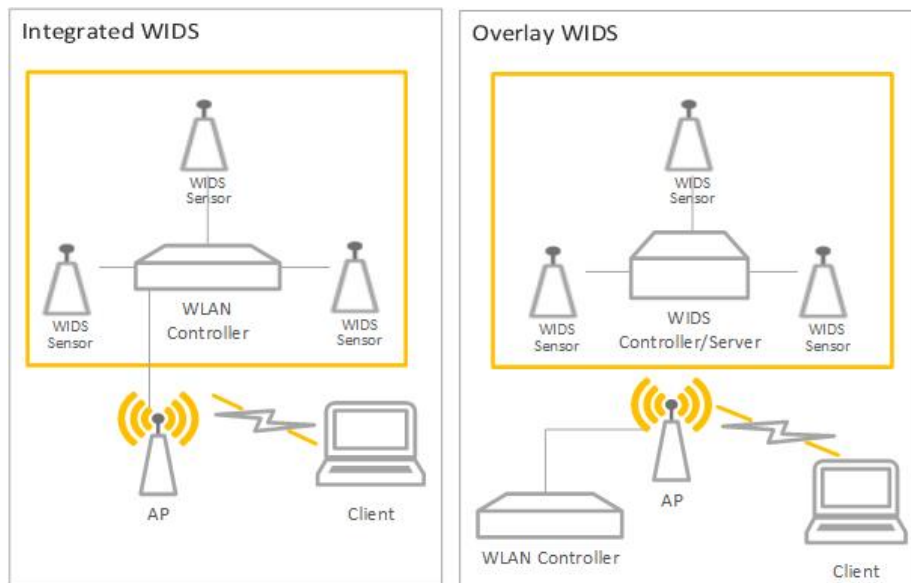 Integrated WIDS
WIDS
Sensor
WIDS
Sensor
WLAN
Controller
WIDS
Sensor
AP
Client
Overlay WIDS
WIDS
Sensor
WIDS
Sensor
WIDS
Controller/Server
WIDS
Sensor
AP
WLAN Controller
Client